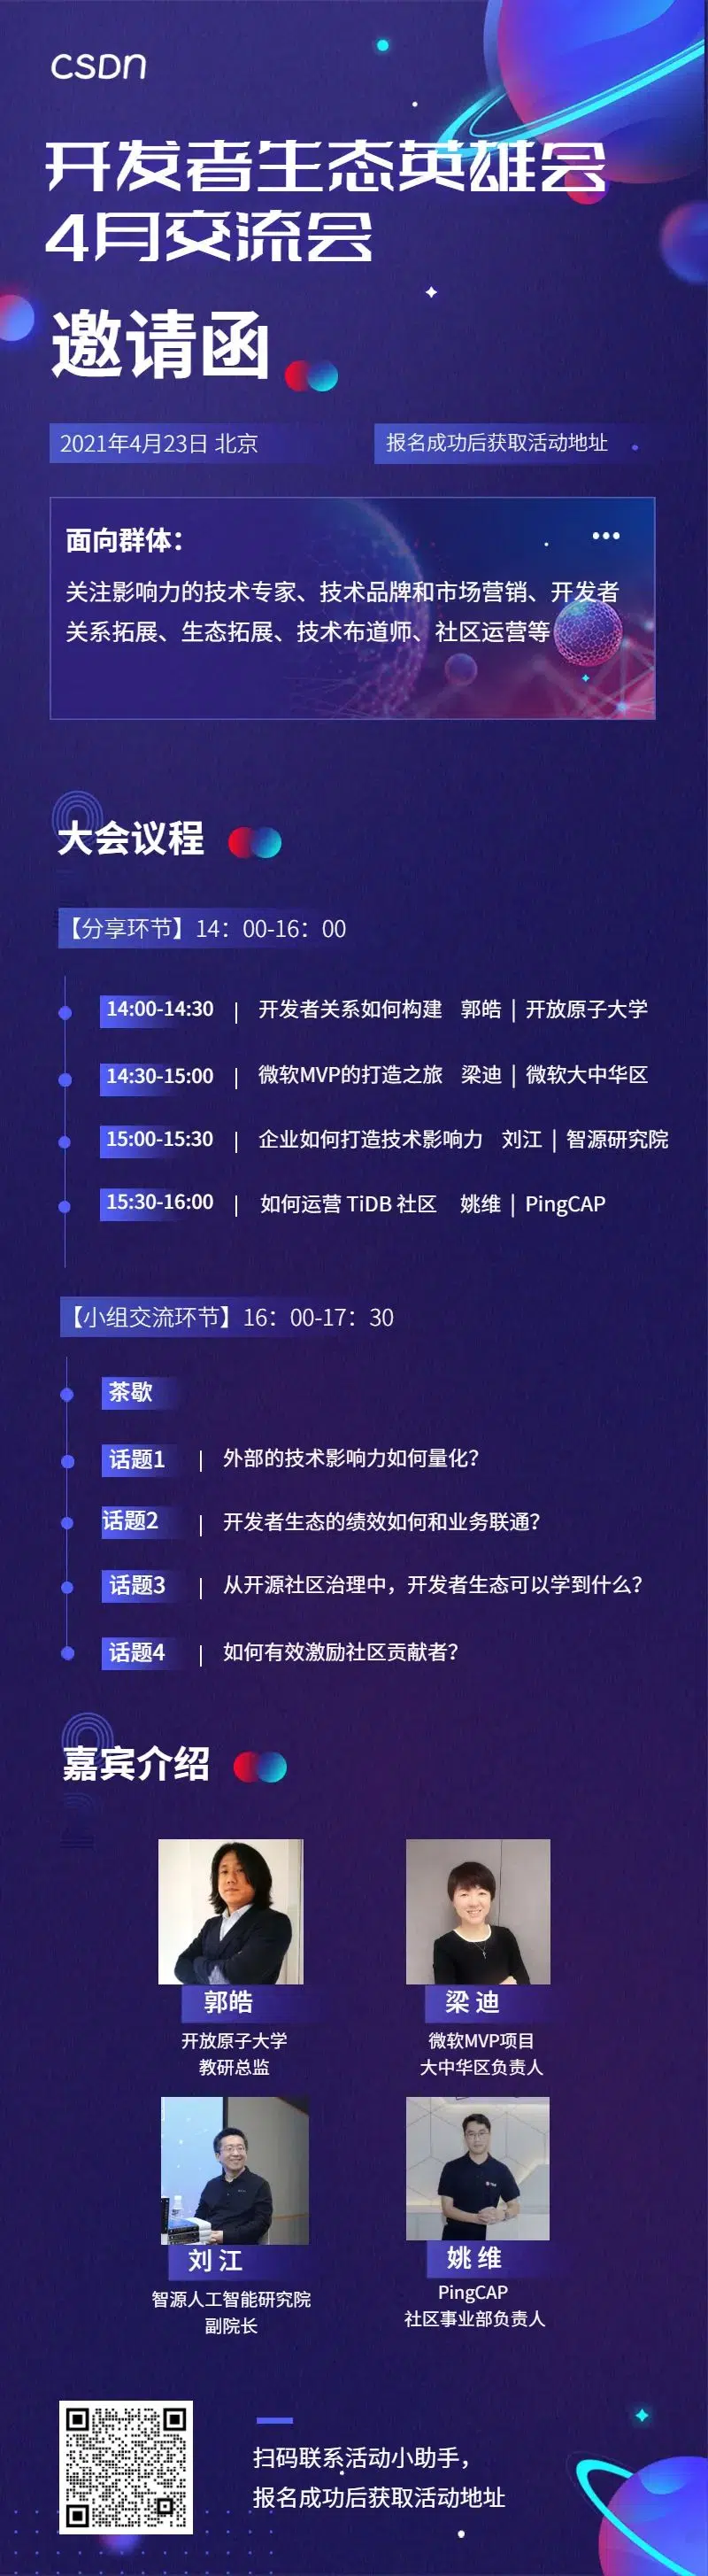 CSDN
开发者生态英雄会
4月交流会
邀请函
2021年4月23日 北京
报名成功后获取活动地址
面向群体：
关注影响力的技术专家、技术品牌和市场营销、开发者
关系拓展、生态拓展、技术布道师、社区运营等
大会议程
【分享环节】14：00-16：00
14:00-14:30 | 开发者关系如何构建 郭皓 | 开放原子大学
14:30-15:00 | 微软MVP的打造之旅 梁迪 | 微软大中华区
15:00-15:30 | 企业如何打造技术影响力 刘江 | 智源研究院
15:30-16:00 | 如何运营 TiDB 社区 姚维 | PingCAP
【小组交流环节】16：00-17：30
茶歇
话题1 | 外部的技术影响力如何量化？
话题2 | 开发者生态的绩效如何和业务联通？
话题3 | 从开源社区治理中，开发者生态可以学到什么？
话题4 | 如何有效激励社区贡献者？
嘉宾介绍
郭皓
开放原子大学
教研总监
梁 迪
微软MVP项目
大中华区负责人
刘 江
智源人工智能研究院
副院长
姚 维
PingCAP
社区事业部负责人
扫码联系活动小助手，
报名成功后获取活动地址